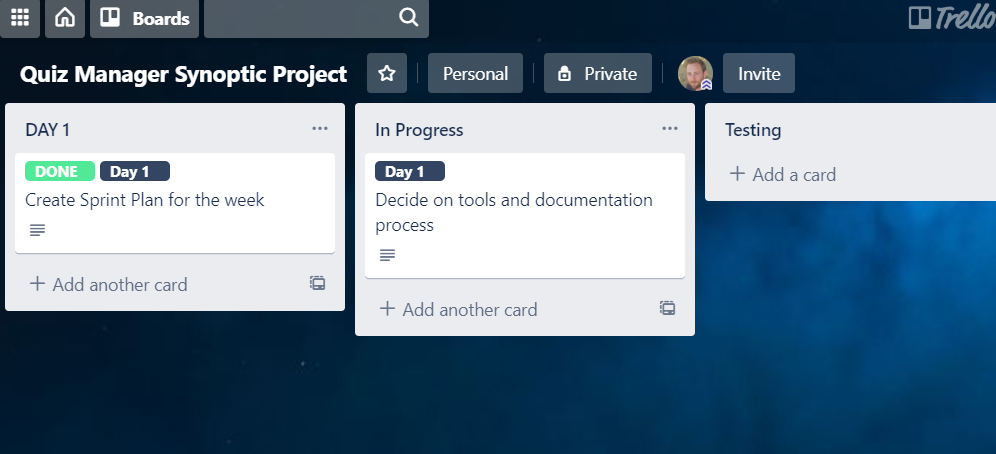 Boards
Trello
Quiz Manager Synoptic Project
Personal
Private
Invite
DAY 1
DONE Day 1
Create Sprint Plan for the week
+ Add another card
In Progress
Day 1
Decide on tools and documentation
process
+ Add another card
Testing
+ Add a card